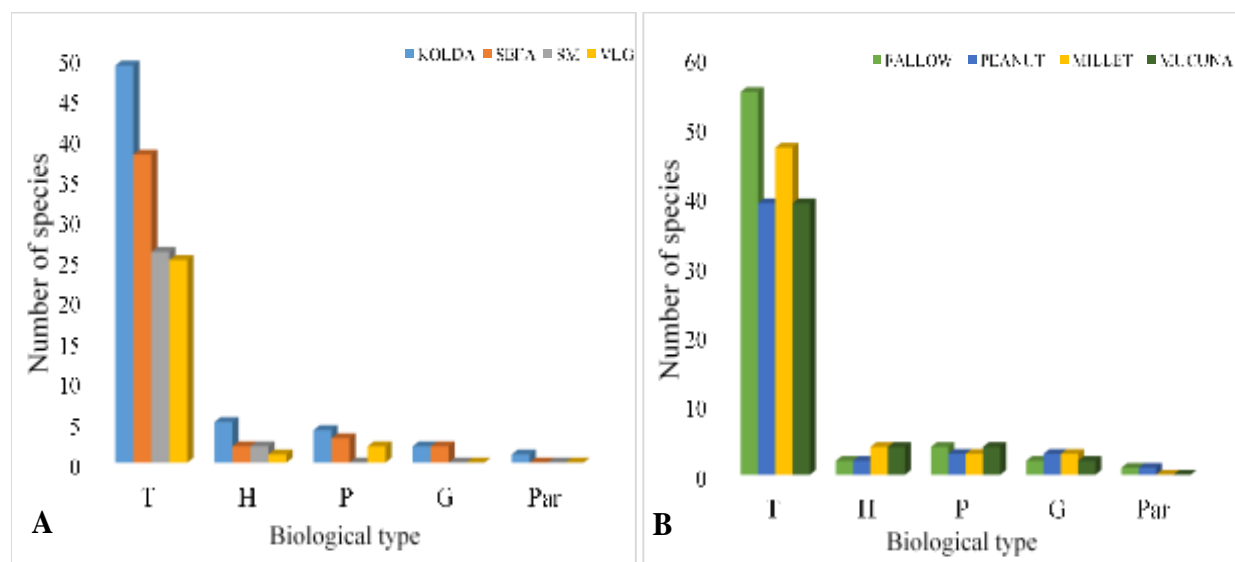 KOLDA SEFA SM VLG
Number of species
50
45
40
35
30
25
20
15
10
5
0
T H P G Par
Biological type
A
FALLOW PEANUT MILLET MUCUNA
Number of species
60
50
40
30
20
10
0
T H P G Par
Biological type
B